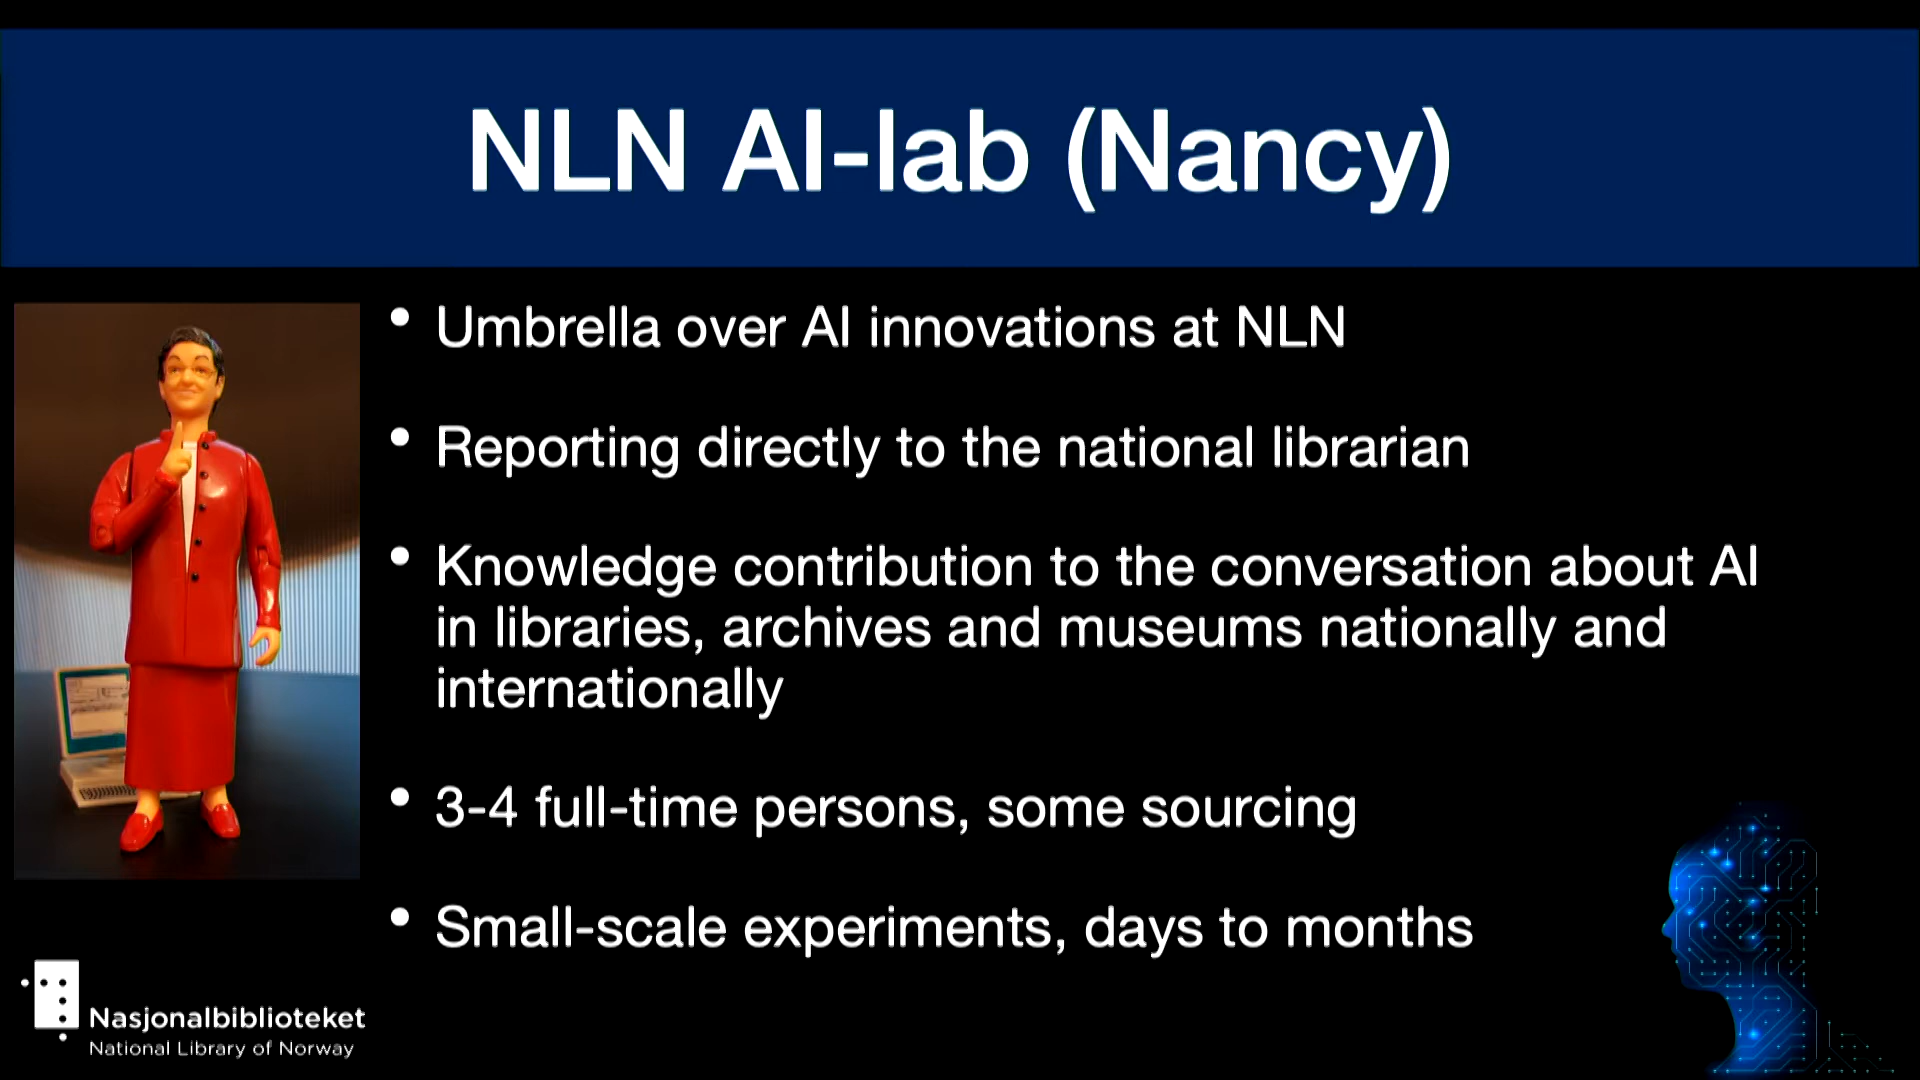 NLN AI-lab (Nancy)
• Umbrella over AI innovations at NLN
• Reporting directly to the national librarian
• Knowledge contribution to the conversation about AI
in libraries, archives and museums nationally and
internationally
• 3-4 full-time persons, some sourcing
• Small-scale experiments, days to months
Nasjonalbiblioteket
National Library of Norway